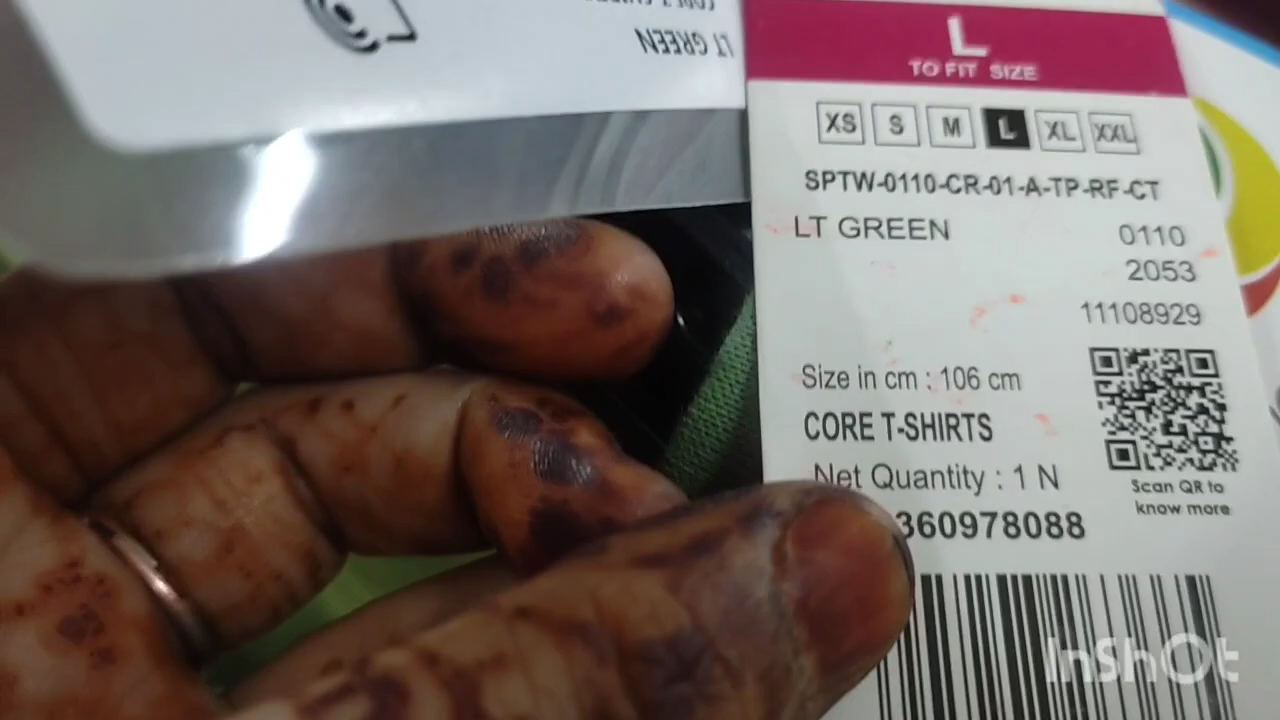 LT GREEN
L
TO FIT SIZE
XS S M L XL XXL
SPTW-0110-CR-01-A-TP-RF-CT
LT GREEN 0110
2053
11108929
Size in cm : 106 cm
CORE T-SHIRTS
Net Quantity : 1 N
Scan QR to
know more
360978088
InShOt